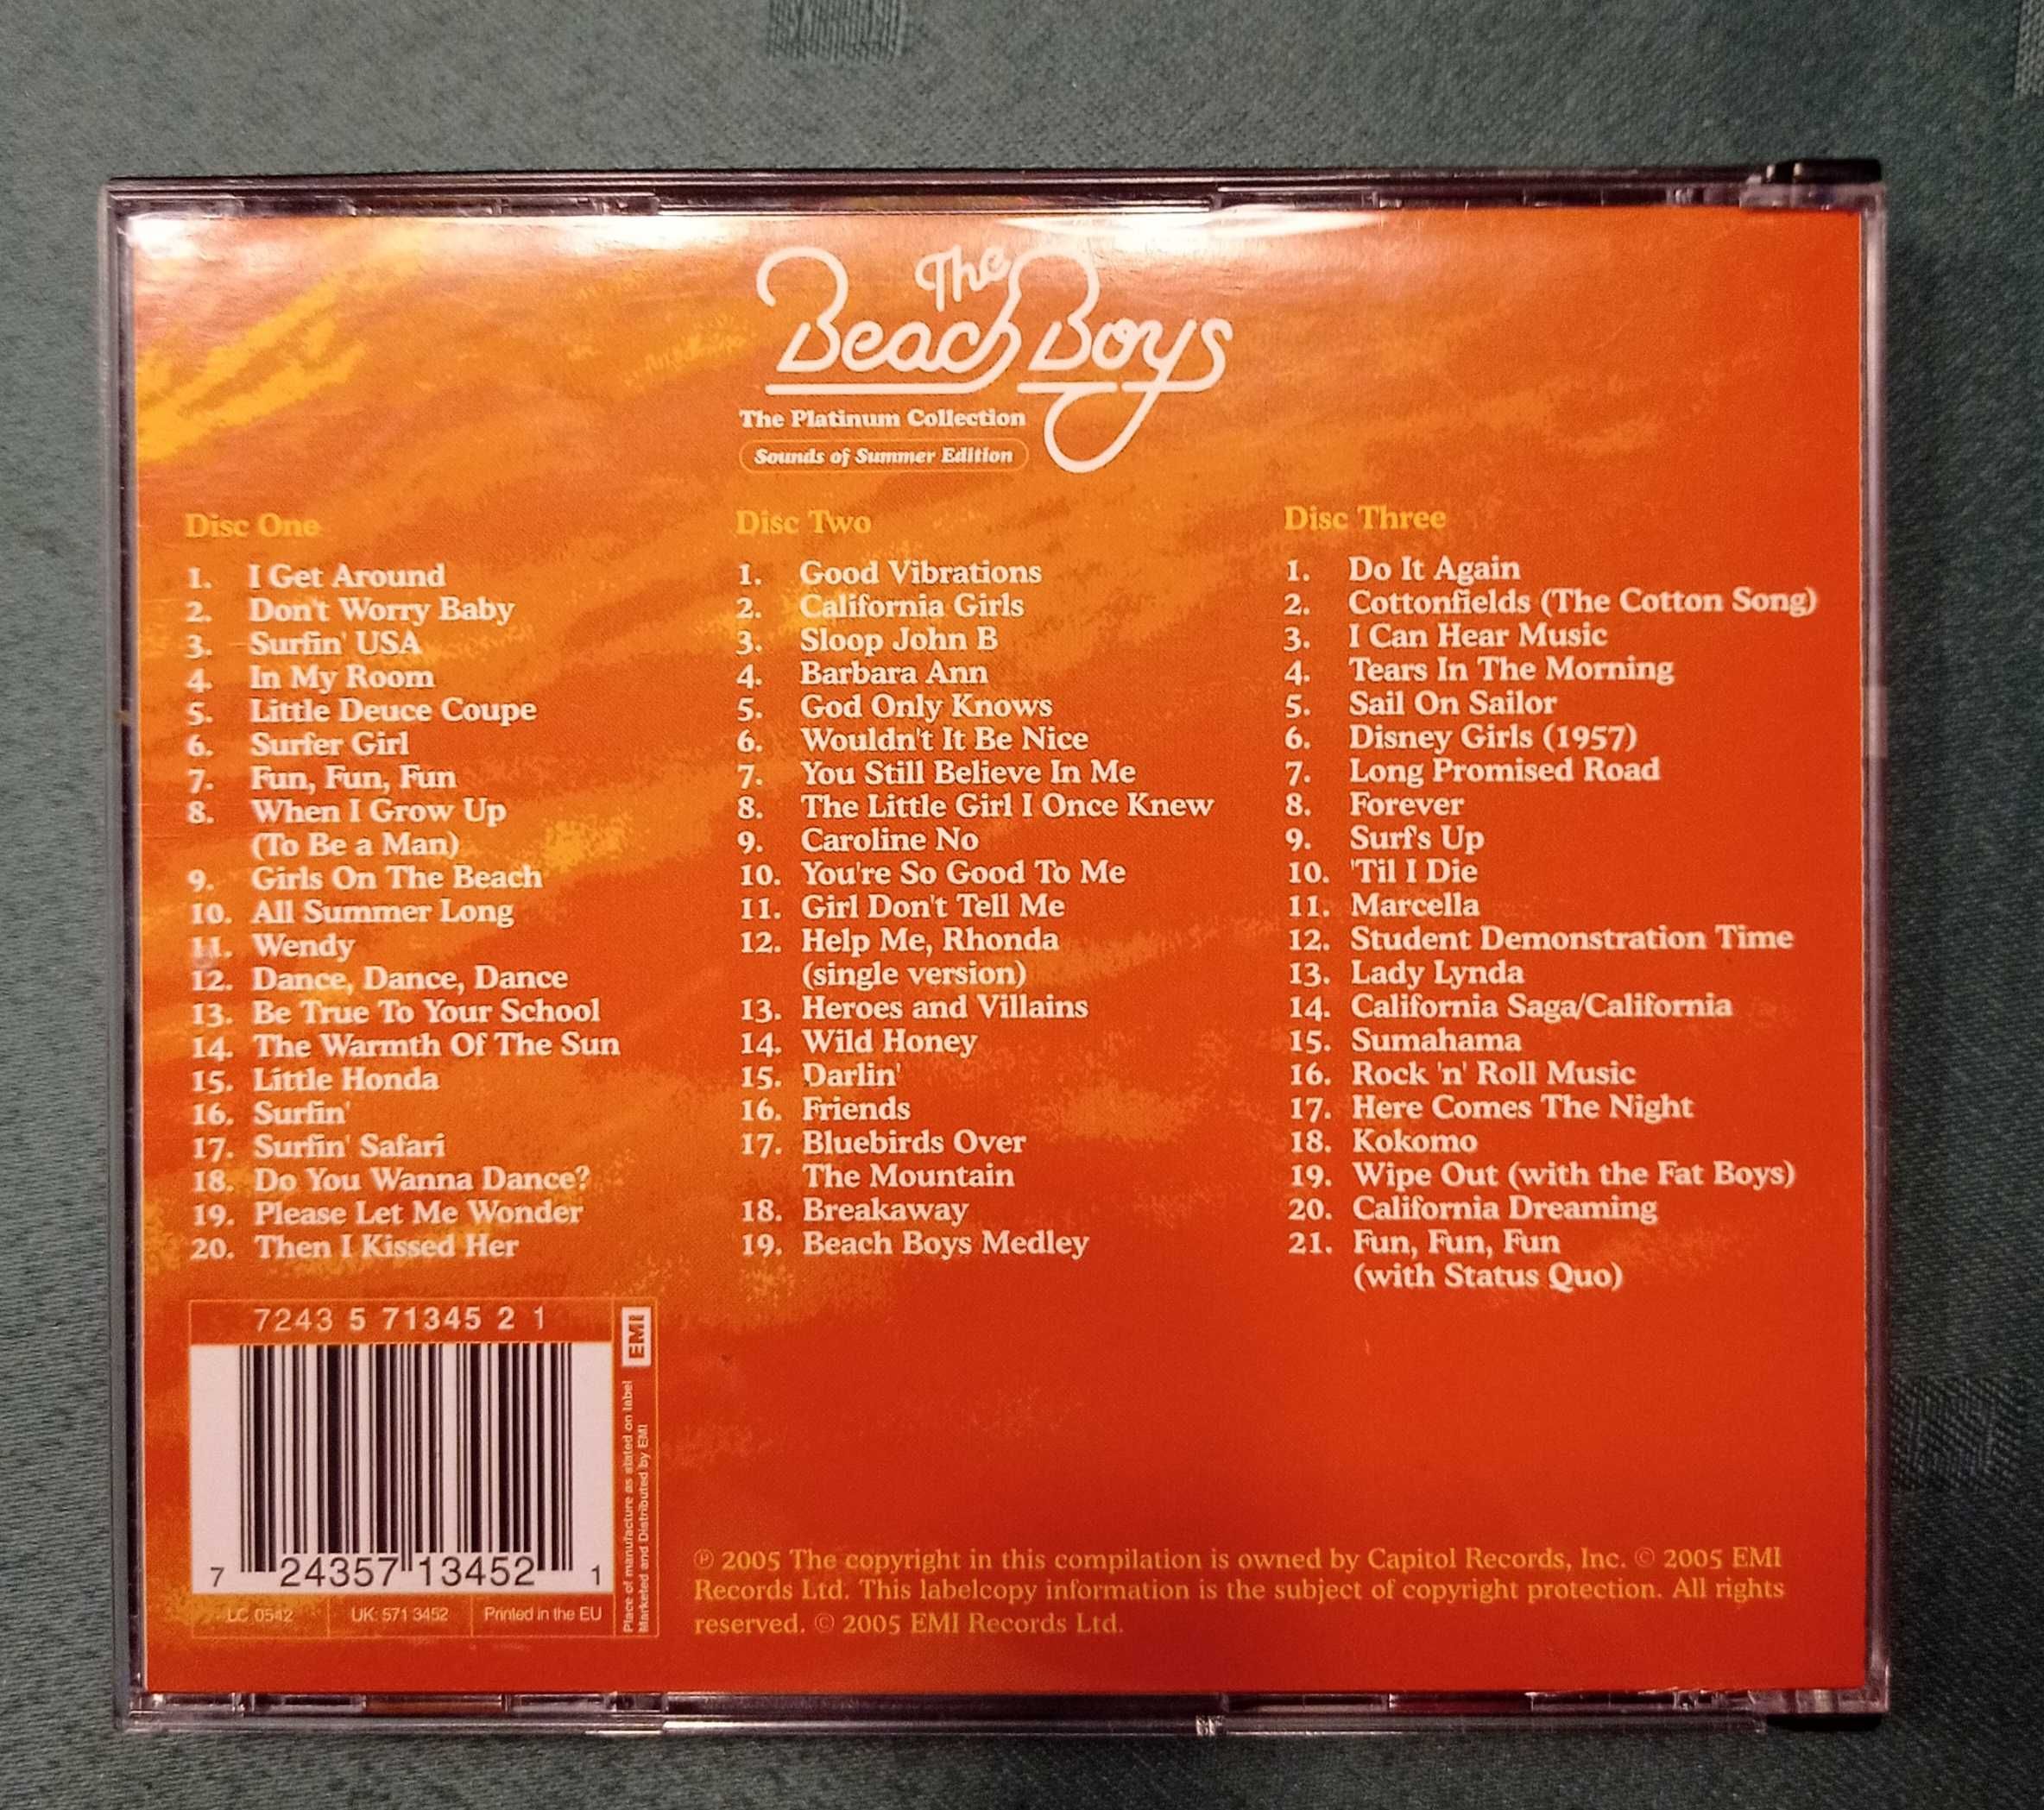 The
Beach Boys
The Platinum Collection
Sounds of Summer Edition
Disc One
1. I Get Around
2. Don't Worry Baby
3. Surfin' USA
4. In My Room
5. Little Deuce Coupe
6. Surfer Girl
7. Fun, Fun, Fun
8. When I Grow Up
(To Be a Man)
9. Girls On The Beach
10. All Summer Long
11. Wendy
12. Dance, Dance, Dance
13. Be True To Your School
14. The Warmth Of The Sun
15. Little Honda
16. Surfin'
17. Surfin' Safari
18. Do You Wanna Dance?
19. Please Let Me Wonder
20. Then I Kissed Her
Disc Two
1. Good Vibrations
2. California Girls
3. Sloop John B
4. Barbara Ann
5. God Only Knows
6. Wouldn't It Be Nice
7. You Still Believe In Me
8. The Little Girl I Once Knew
9. Caroline No
10. You're So Good To Me
11. Girl Don't Tell Me
12. Help Me, Rhonda
(single version)
13. Heroes and Villains
14. Wild Honey
15. Darlin'
16. Friends
17. Bluebirds Over
The Mountain
18. Breakaway
19. Beach Boys Medley
Disc Three
1. Do It Again
2. Cottonfields (The Cotton Song)
3. I Can Hear Music
4. Tears In The Morning
5. Sail On Sailor
6. Disney Girls (1957)
7. Long Promised Road
8. Forever
9. Surf's Up
10. 'Til I Die
11. Marcella
12. Student Demonstration Time
13. Lady Lynda
14. California Saga/California
15. Sumahama
16. Rock 'n' Roll Music
17. Here Comes The Night
18. Kokomo
19. Wipe Out (with the Fat Boys)
20. California Dreaming
21. Fun, Fun, Fun
(with Status Quo)
7243 5 71345 2 1
7 24357 13452 1
LC 0542 UK: 571 3452 Printed in the EU
EMI
Place of manufacture as stated on label
Marketed and Distributed by EMI
℗ 2005 The copyright in this compilation is owned by Capitol Records, Inc. © 2005 EMI
Records Ltd. This labelcopy information is the subject of copyright protection. All rights
reserved. © 2005 EMI Records Ltd.